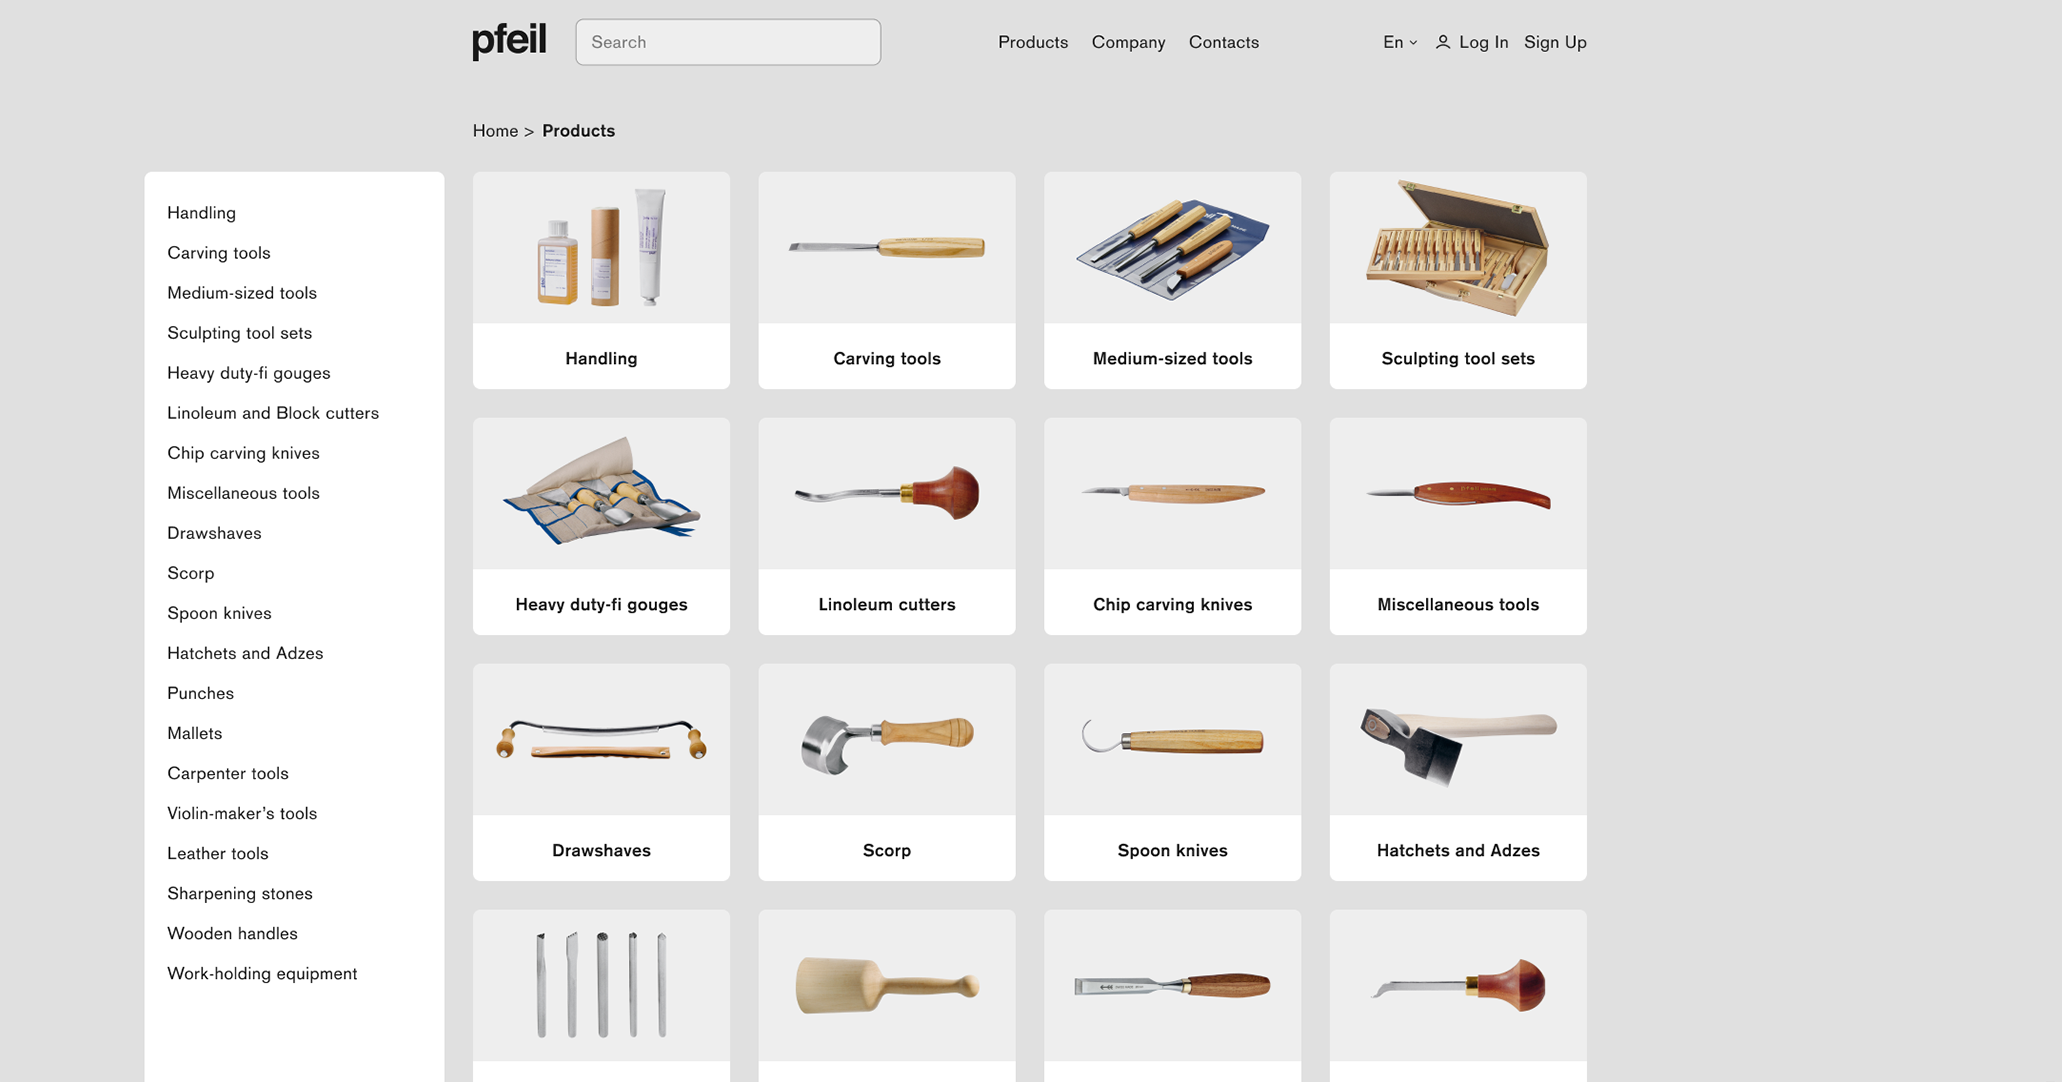 pfeil
Search
Products Company Contacts
En Log In Sign Up
Home > Products
Handling
Carving tools
Medium-sized tools
Sculpting tool sets
Heavy duty-fi gouges
Linoleum and Block cutters
Chip carving knives
Miscellaneous tools
Drawshaves
Scorp
Spoon knives
Hatchets and Adzes
Punches
Mallets
Carpenter tools
Violin-maker’s tools
Leather tools
Sharpening stones
Wooden handles
Work-holding equipment
Handling
Carving tools
Medium-sized tools
Sculpting tool sets
Heavy duty-fi gouges
Linoleum cutters
Chip carving knives
Miscellaneous tools
Drawshaves
Scorp
Spoon knives
Hatchets and Adzes